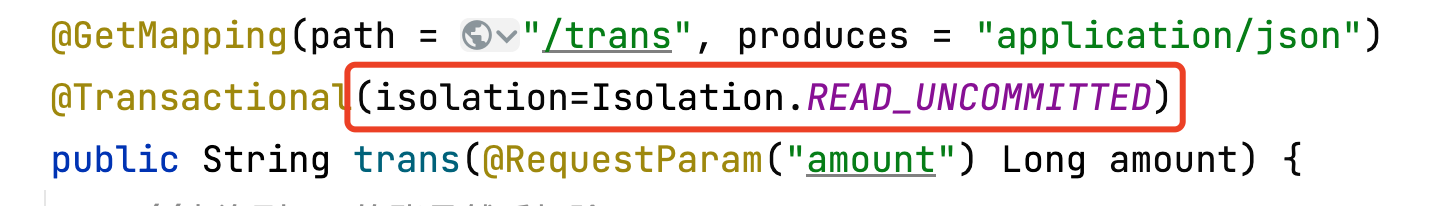 @GetMapping(path = "/trans", produces = "application/json")
@Transactional(isolation=Isolation.READ_UNCOMMITTED)
public String trans(@RequestParam("amount") Long amount) {